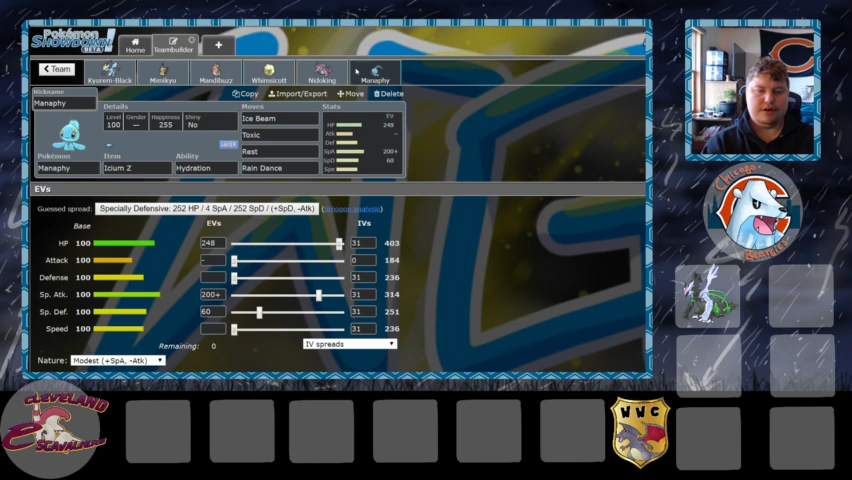 Pokémon
SHOWDOWN!
BETA
Home
Teambuilder
+
Team
Kyurem-Black
Mimikyu
Mandibuzz
Whimsicott
Nidoking
Manaphy
Copy
Import/Export
Move
Delete
Nickname
Manaphy
Details
Level
100
Gender
—
Happiness
255
Shiny
No
WATER
Pokémon
Manaphy
Item
Icium Z
Ability
Hydration
Moves
Ice Beam
Toxic
Rest
Rain Dance
Stats
EV
HP 248
Atk –
Def
SpA 200+
SpD 60
Spe
EVs
Guessed spread: Specially Defensive: 252 HP / 4 SpA / 252 SpD / (+SpD, -Atk) (Smogon analysis)
Base EVs IVs
HP 100 248 31 403
Attack 100 - 0 184
Defense 100 31 236
Sp. Atk. 100 200+ 31 314
Sp. Def. 100 60 31 251
Speed 100 31 236
Remaining: 0
IV spreads
Nature: Modest (+SpA, -Atk)
Chicago
Beartics
CLEVELAND
ESCAVALIERS
WWC